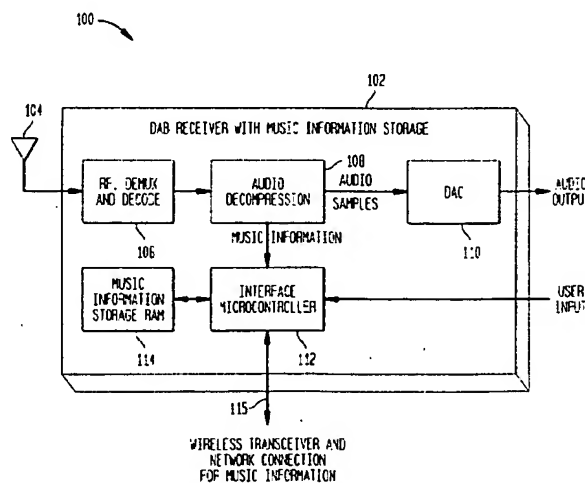 100
104
102
DAB RECEIVER WITH MUSIC INFORMATION STORAGE
RF, DEMUX
AND DECODE
106
AUDIO
DECOMPRESSION
108
AUDIO
SAMPLES
DAC
110
AUDIO
OUTPUT
MUSIC INFORMATION
MUSIC
INFORMATION
STORAGE RAM
114
INTERFACE
MICROCONTROLLER
112
USER
INPUT
115
WIRELESS TRANSCEIVER AND
NETWORK CONNECTION
FOR MUSIC INFORMATION